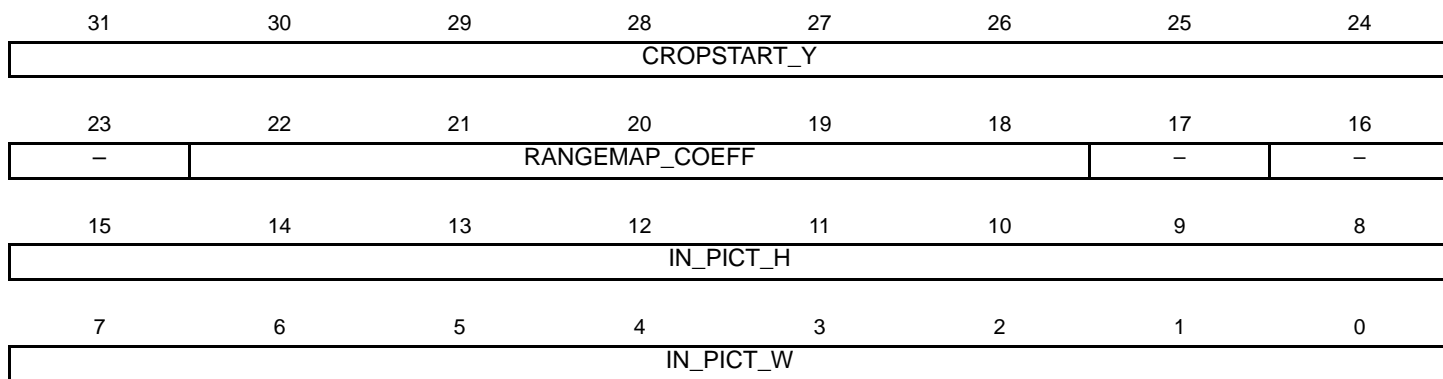 31 30 29 28 27 26 25 24
CROPSTART_Y
23 22 21 20 19 18 17 16
– RANGEMAP_COEFF – –
15 14 13 12 11 10 9 8
IN_PICT_H
7 6 5 4 3 2 1 0
IN_PICT_W